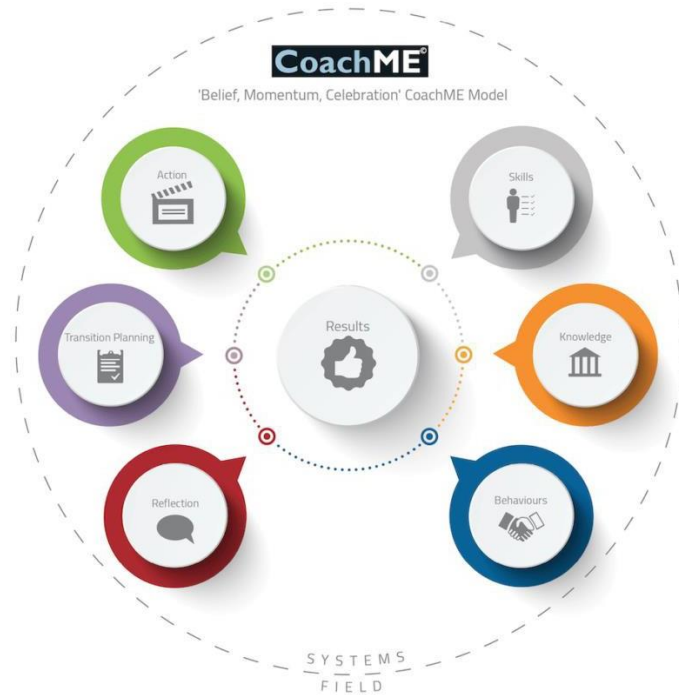 CoachME©
'Belief, Momentum, Celebration' CoachME Model
Action
Skills
Transition Planning
Results
Knowledge
Reflection
Behaviours
SYSTEMS
FIELD